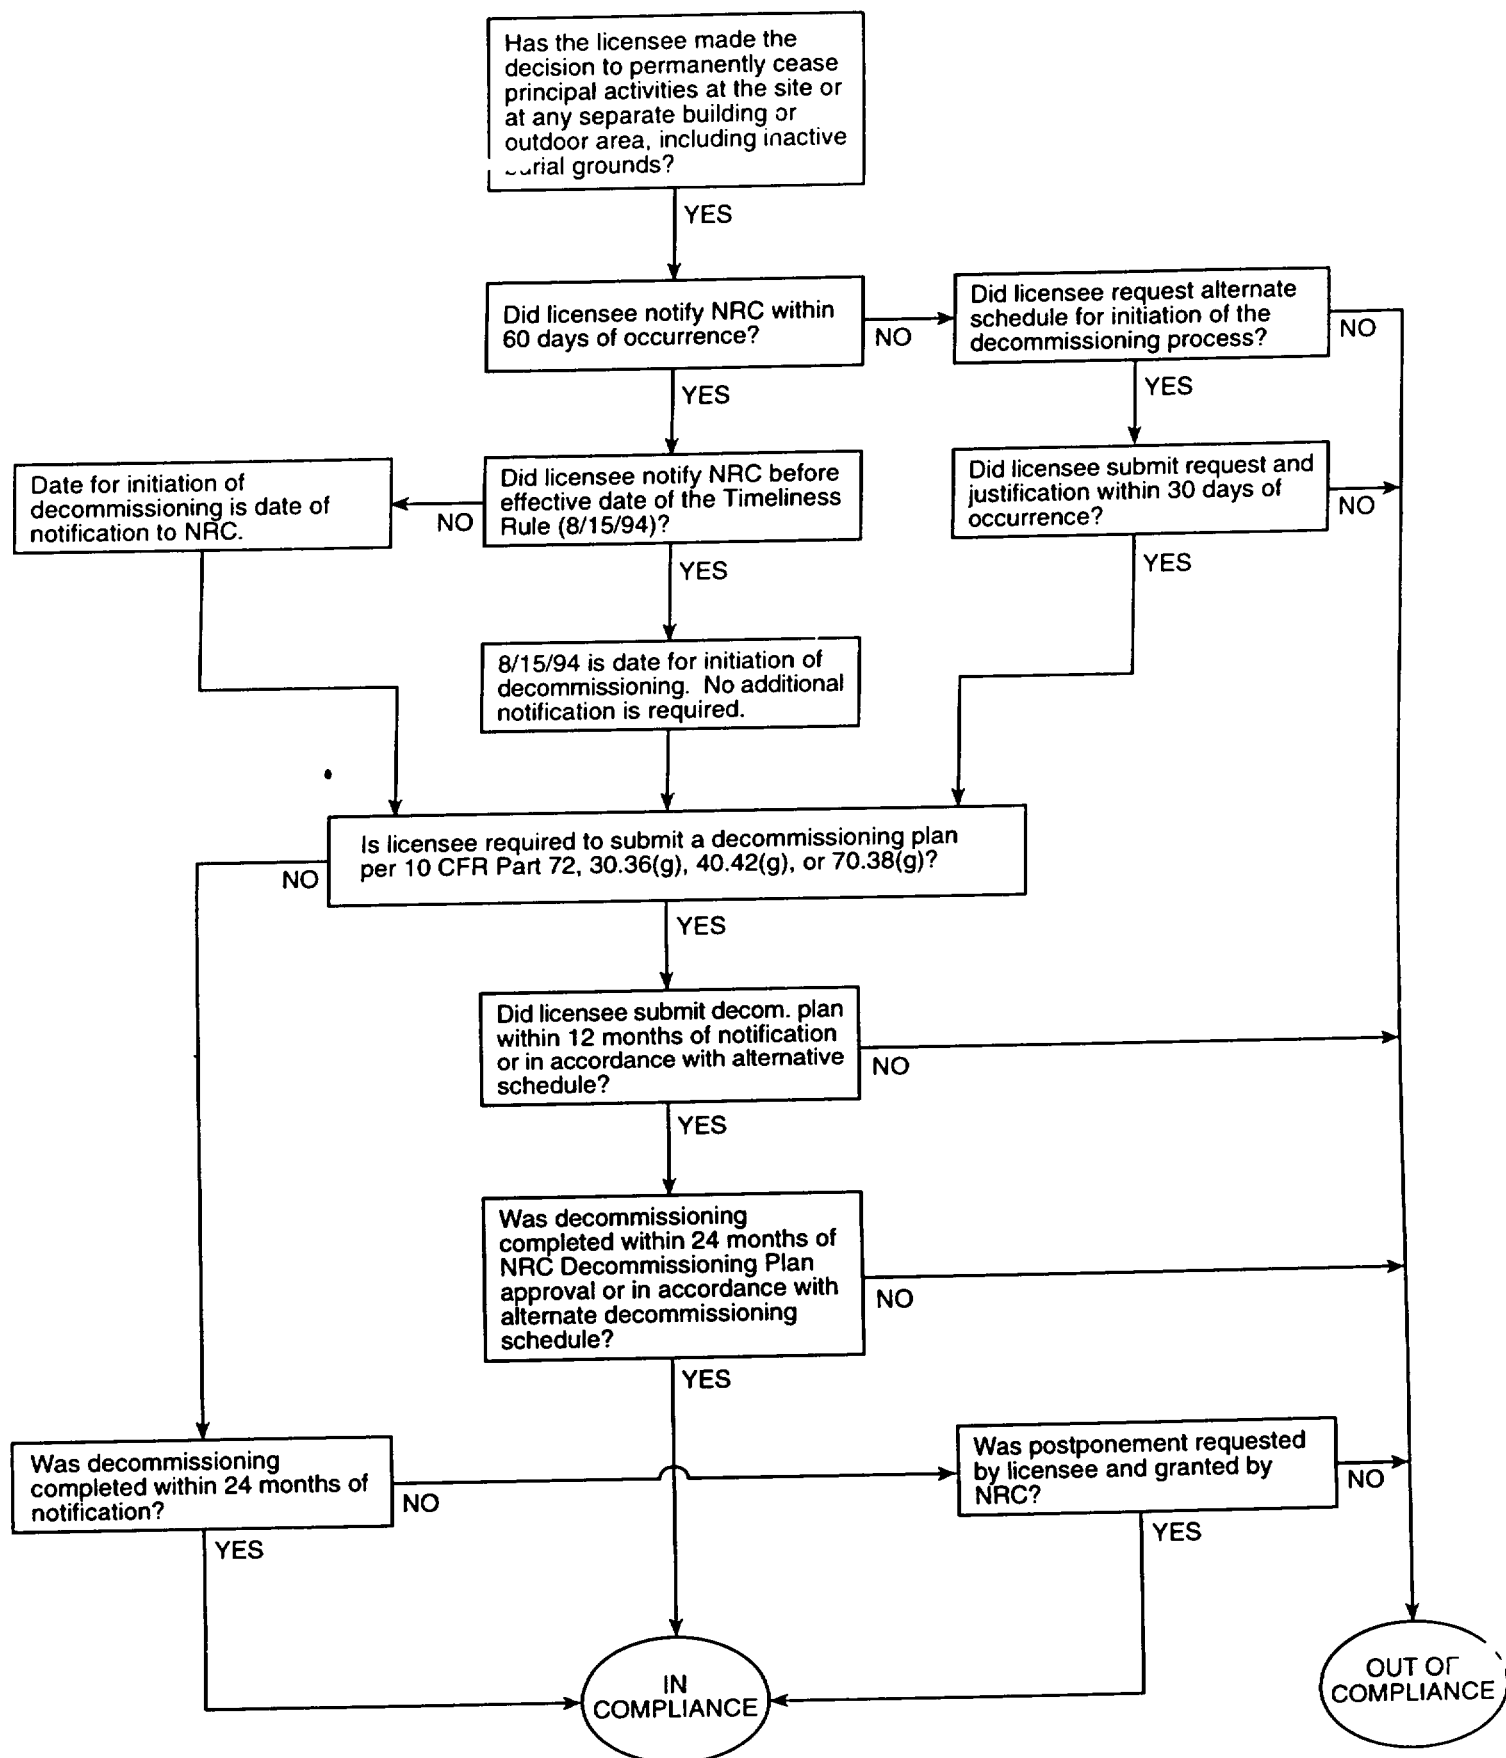 Has the licensee made the
decision to permanently cease
principal activities at the site or
at any separate building or
outdoor area, including inactive
burial grounds?
YES
Did licensee notify NRC within
60 days of occurrence?
NO
Did licensee request alternate
schedule for initiation of the
decommissioning process?
NO
YES
YES
Date for initiation of
decommissioning is date of
notification to NRC.
NO
Did licensee notify NRC before
effective date of the Timeliness
Rule (8/15/94)?
Did licensee submit request and
justification within 30 days of
occurrence?
NO
YES
YES
8/15/94 is date for initiation of
decommissioning. No additional
notification is required.
Is licensee required to submit a decommissioning plan
per 10 CFR Part 72, 30.36(g), 40.42(g), or 70.38(g)?
NO
YES
Did licensee submit decom. plan
within 12 months of notification
or in accordance with alternative
schedule?
NO
YES
Was decommissioning
completed within 24 months of
NRC Decommissioning Plan
approval or in accordance with
alternate decommissioning
schedule?
NO
YES
Was decommissioning
completed within 24 months of
notification?
NO
YES
Was postponement requested
by licensee and granted by
NRC?
NO
YES
IN
COMPLIANCE
OUT OF
COMPLIANCE